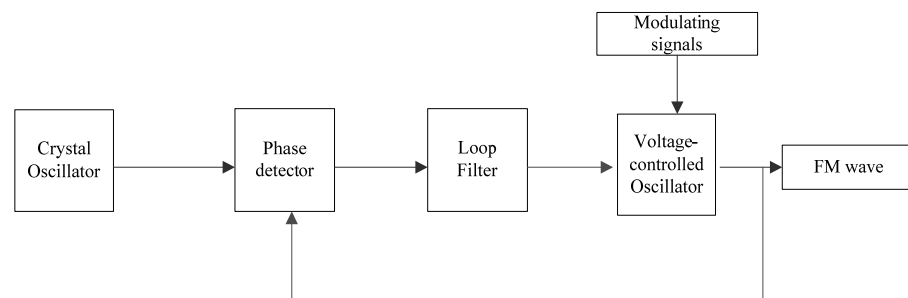 Modulating
signals
Crystal
Oscillator
Phase
detector
Loop
Filter
Voltage-
controlled
Oscillator
FM wave